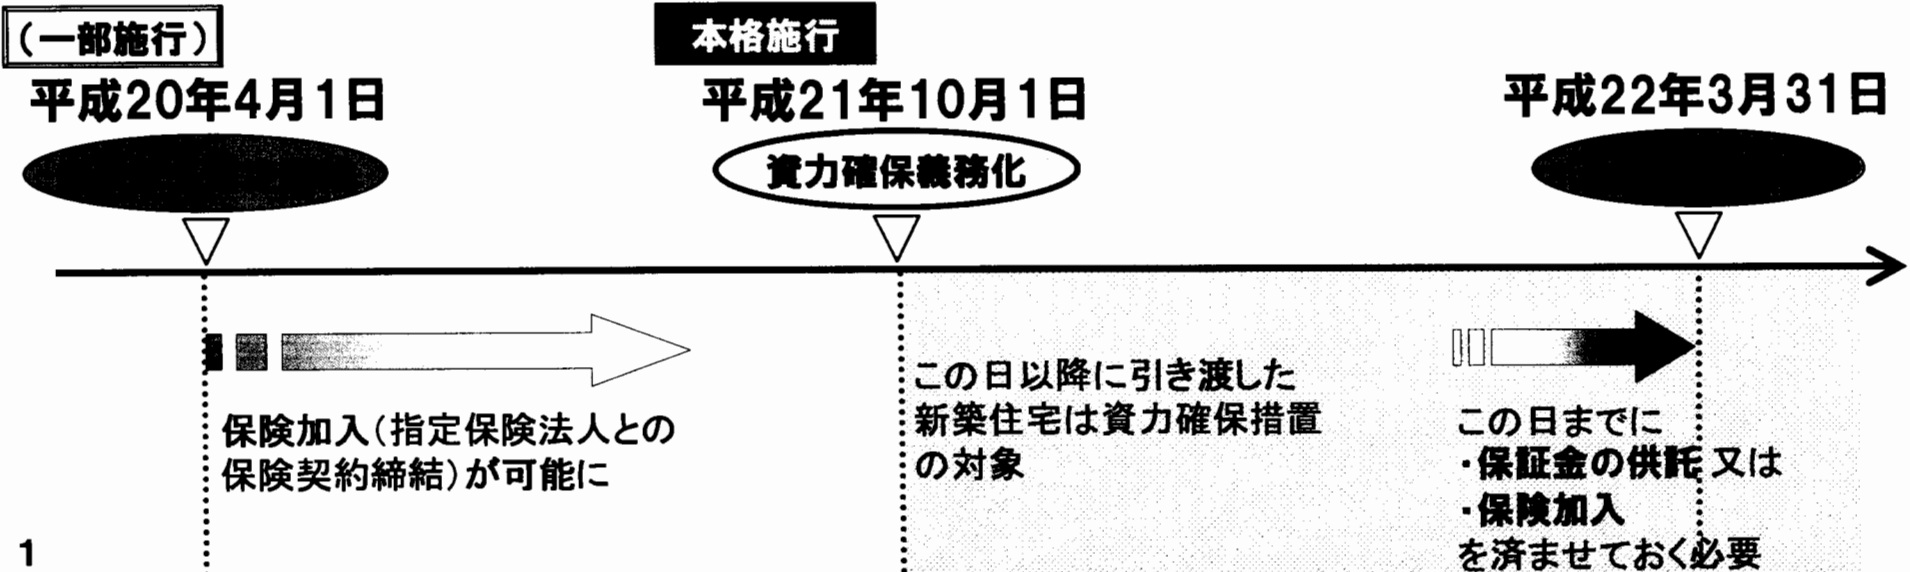 (一部施行)
平成20年4月1日
本格施行
平成21年10月1日
資力確保義務化
平成22年3月31日
保険加入(指定保険法人との
保険契約締結)が可能に
この日以降に引き渡した
新築住宅は資力確保措置
の対象
この日までに
・保証金の供託 又は
・保険加入
を済ませておく必要
1